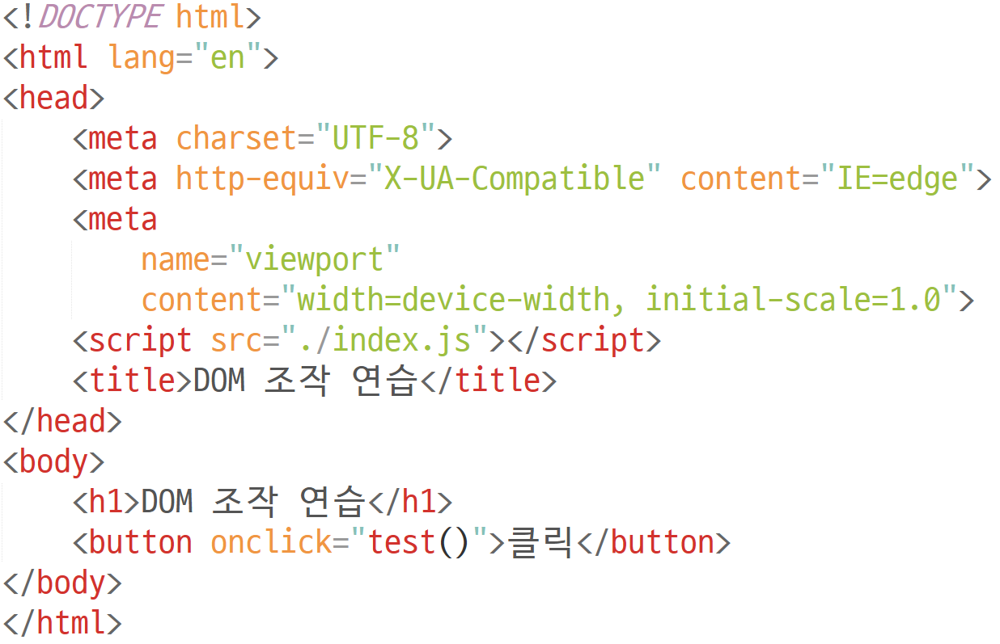 <!DOCTYPE html>
<html lang="en">
<head>
    <meta charset="UTF-8">
    <meta http-equiv="X-UA-Compatible" content="IE=edge">
    <meta
        name="viewport"
        content="width=device-width, initial-scale=1.0">
    <script src="./index.js"></script>
    <title>DOM 조작 연습</title>
</head>
<body>
    <h1>DOM 조작 연습</h1>
    <button onclick="test()">클릭</button>
</body>
</html>